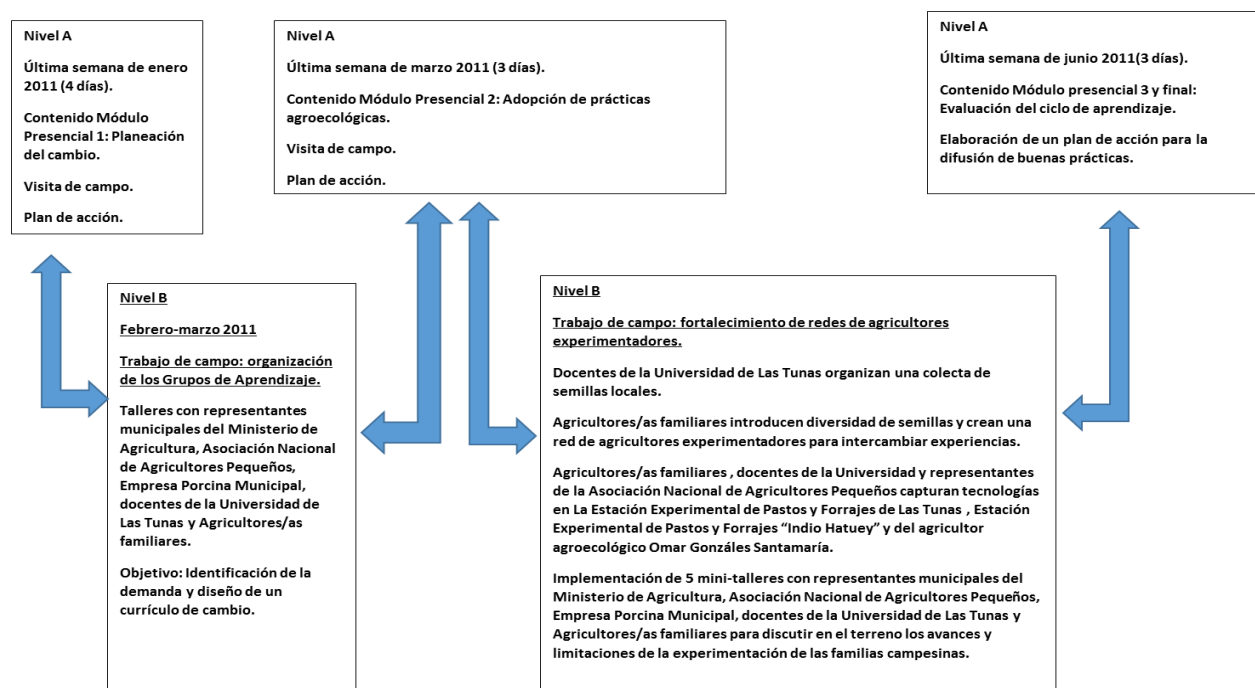 Nivel A
Última semana de enero
2011 (4 días).
Contenido Módulo
Presencial 1: Planeación
del cambio.
Visita de campo.
Plan de acción.
Nivel A
Última semana de marzo 2011 (3 días).
Contenido Módulo Presencial 2: Adopción de prácticas
agroecológicas.
Visita de campo.
Plan de acción.
Nivel A
Última semana de junio 2011(3 días).
Contenido Módulo presencial 3 y final:
Evaluación del ciclo de aprendizaje.
Elaboración de un plan de acción para la
difusión de buenas prácticas.
Nivel B
Febrero-marzo 2011
Trabajo de campo: organización
de los Grupos de Aprendizaje.
Talleres con representantes
municipales del Ministerio de
Agricultura, Asociación Nacional
de Agricultores Pequeños,
Empresa Porcina Municipal,
docentes de la Universidad de
Las Tunas y Agricultores/as
familiares.
Objetivo: Identificación de la
demanda y diseño de un
currículo de cambio.
Nivel B
Trabajo de campo: fortalecimiento de redes de agricultores
experimentadores.
Docentes de la Universidad de Las Tunas organizan una colecta de
semillas locales.
Agricultores/as familiares introducen diversidad de semillas y crean una
red de agricultores experimentadores para intercambiar experiencias.
Agricultores/as familiares , docentes de la Universidad y representantes
de la Asociación Nacional de Agricultores Pequeños capturan tecnologías
en La Estación Experimental de Pastos y Forrajes de Las Tunas , Estación
Experimental de Pastos y Forrajes “Indio Hatuey” y del agricultor
agroecológico Omar Gonzáles Santamaría.
Implementación de 5 mini-talleres con representantes municipales del
Ministerio de Agricultura, Asociación Nacional de Agricultores Pequeños,
Empresa Porcina Municipal, docentes de la Universidad de Las Tunas y
Agricultores/as familiares para discutir en el terreno los avances y
limitaciones de la experimentación de las familias campesinas.